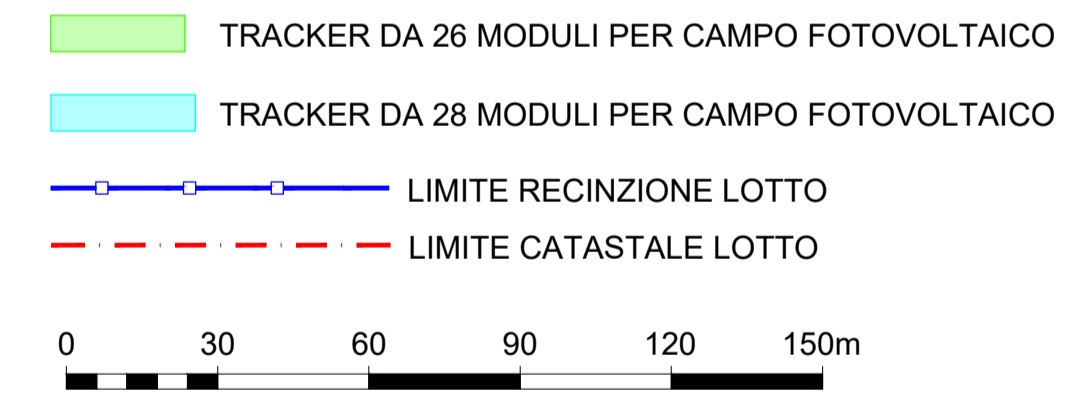 TRACKER DA 26 MODULI PER CAMPO FOTOVOLTAICO
TRACKER DA 28 MODULI PER CAMPO FOTOVOLTAICO
LIMITE RECINZIONE LOTTO
LIMITE CATASTALE LOTTO
0 30 60 90 120 150m